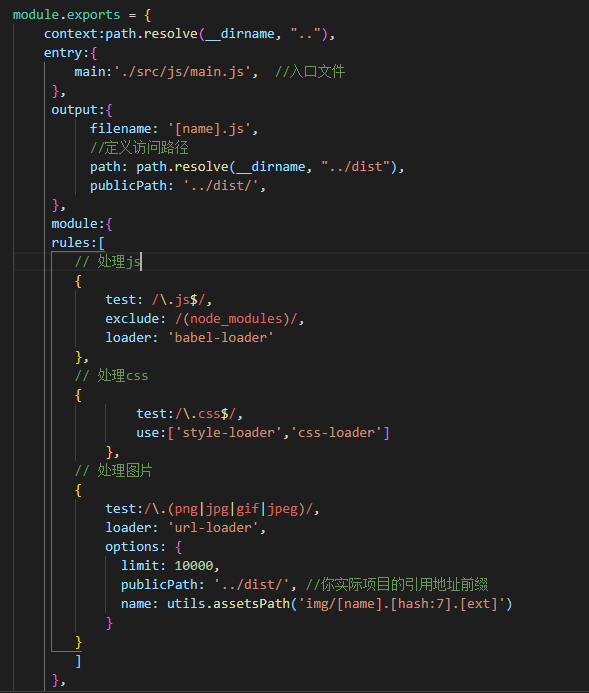 module.exports = {
    context:path.resolve(__dirname, ".."),
    entry:{
        main:'./src/js/main.js',  //入口文件
     },
     output:{
          filename: '[name].js',
          //定义访问路径
          path: path.resolve(__dirname, "../dist"),
          publicPath: '../dist/',
     },
     module:{
     rules:[
        // 处理js
        {
            test: /\.js$/,
            exclude: /(node_modules)/,
            loader: 'babel-loader'
        },
        // 处理css
        {
                test:/\.css$/,
                use:['style-loader','css-loader']
            },
        // 处理图片
        {
            test:/\.(png|jpg|gif|jpeg)/,
            loader: 'url-loader',
            options: {
              limit: 10000,
              publicPath: '../dist/', //你实际项目的引用地址前缀
              name: utils.assetsPath('img/[name].[hash:7].[ext]')
            }
        }
        ]
     },